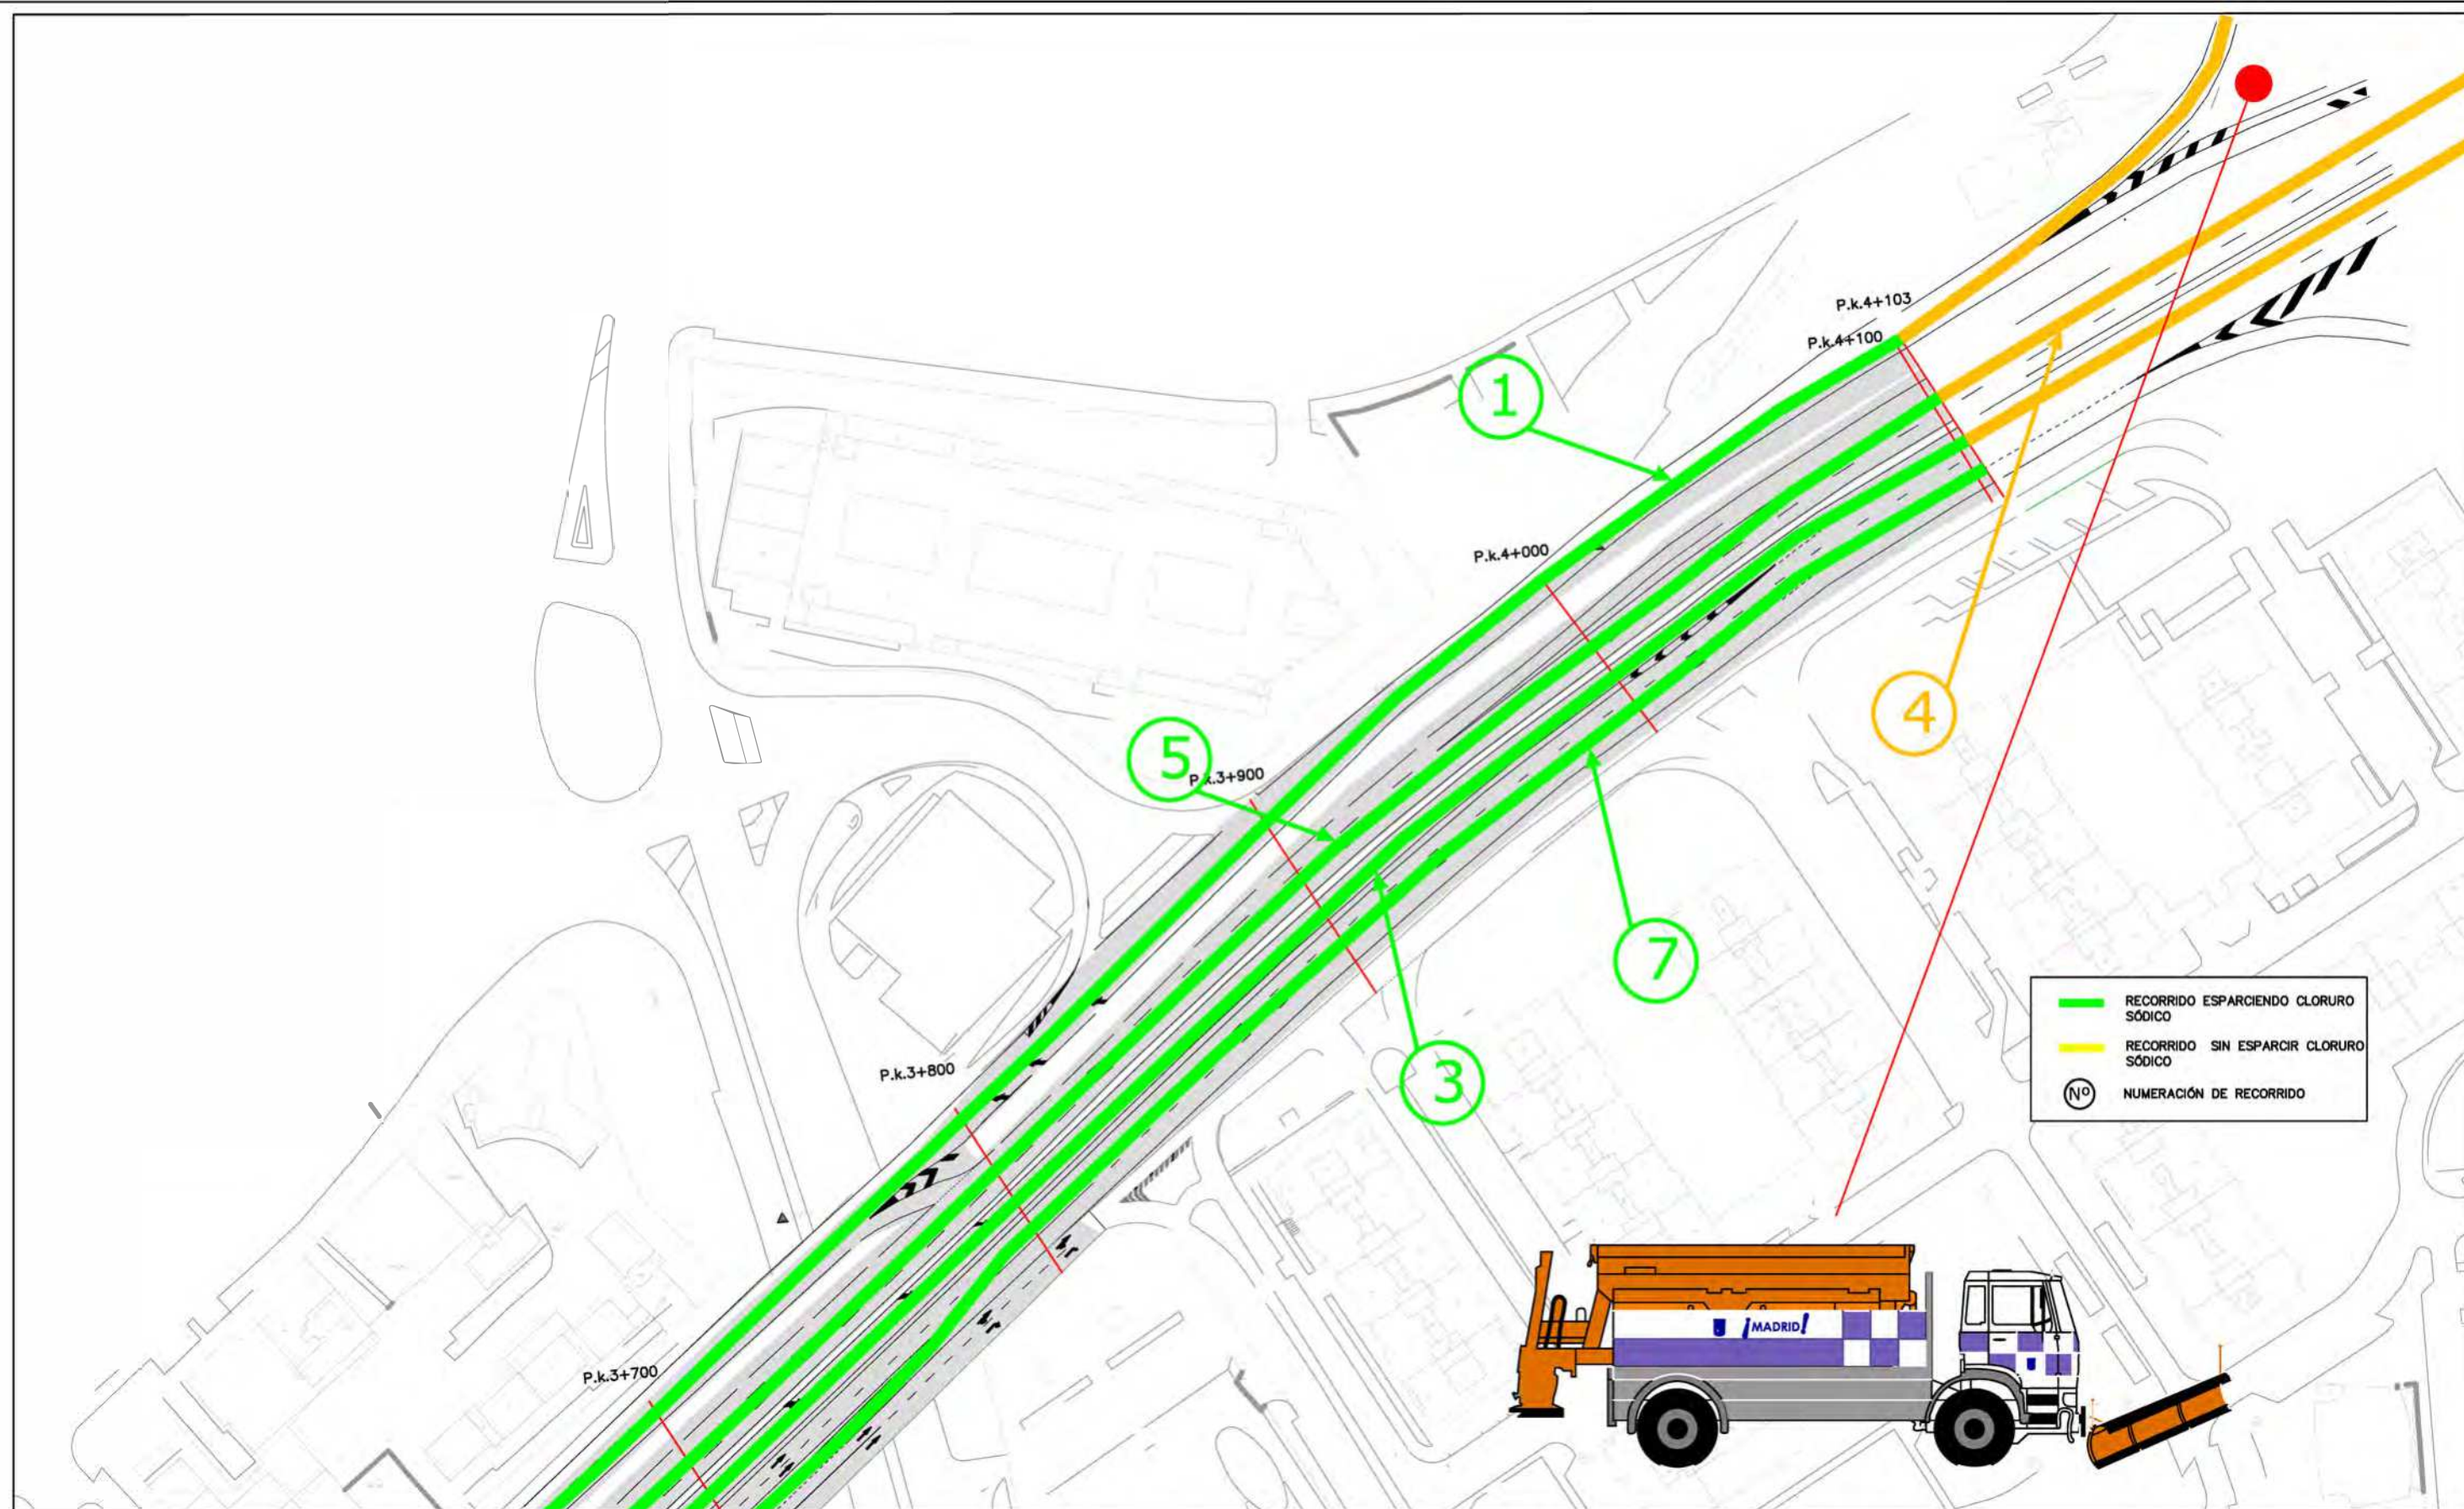 P.k.4+103
P.k.4+100
1
P.k.4+000
4
5
P.k.3+900
7
3
P.k.3+800
P.k.3+700
RECORRIDO ESPARCIENDO CLORURO
SÓDICO
RECORRIDO SIN ESPARCIR CLORURO
SÓDICO
Nº NUMERACIÓN DE RECORRIDO
¡MADRID!